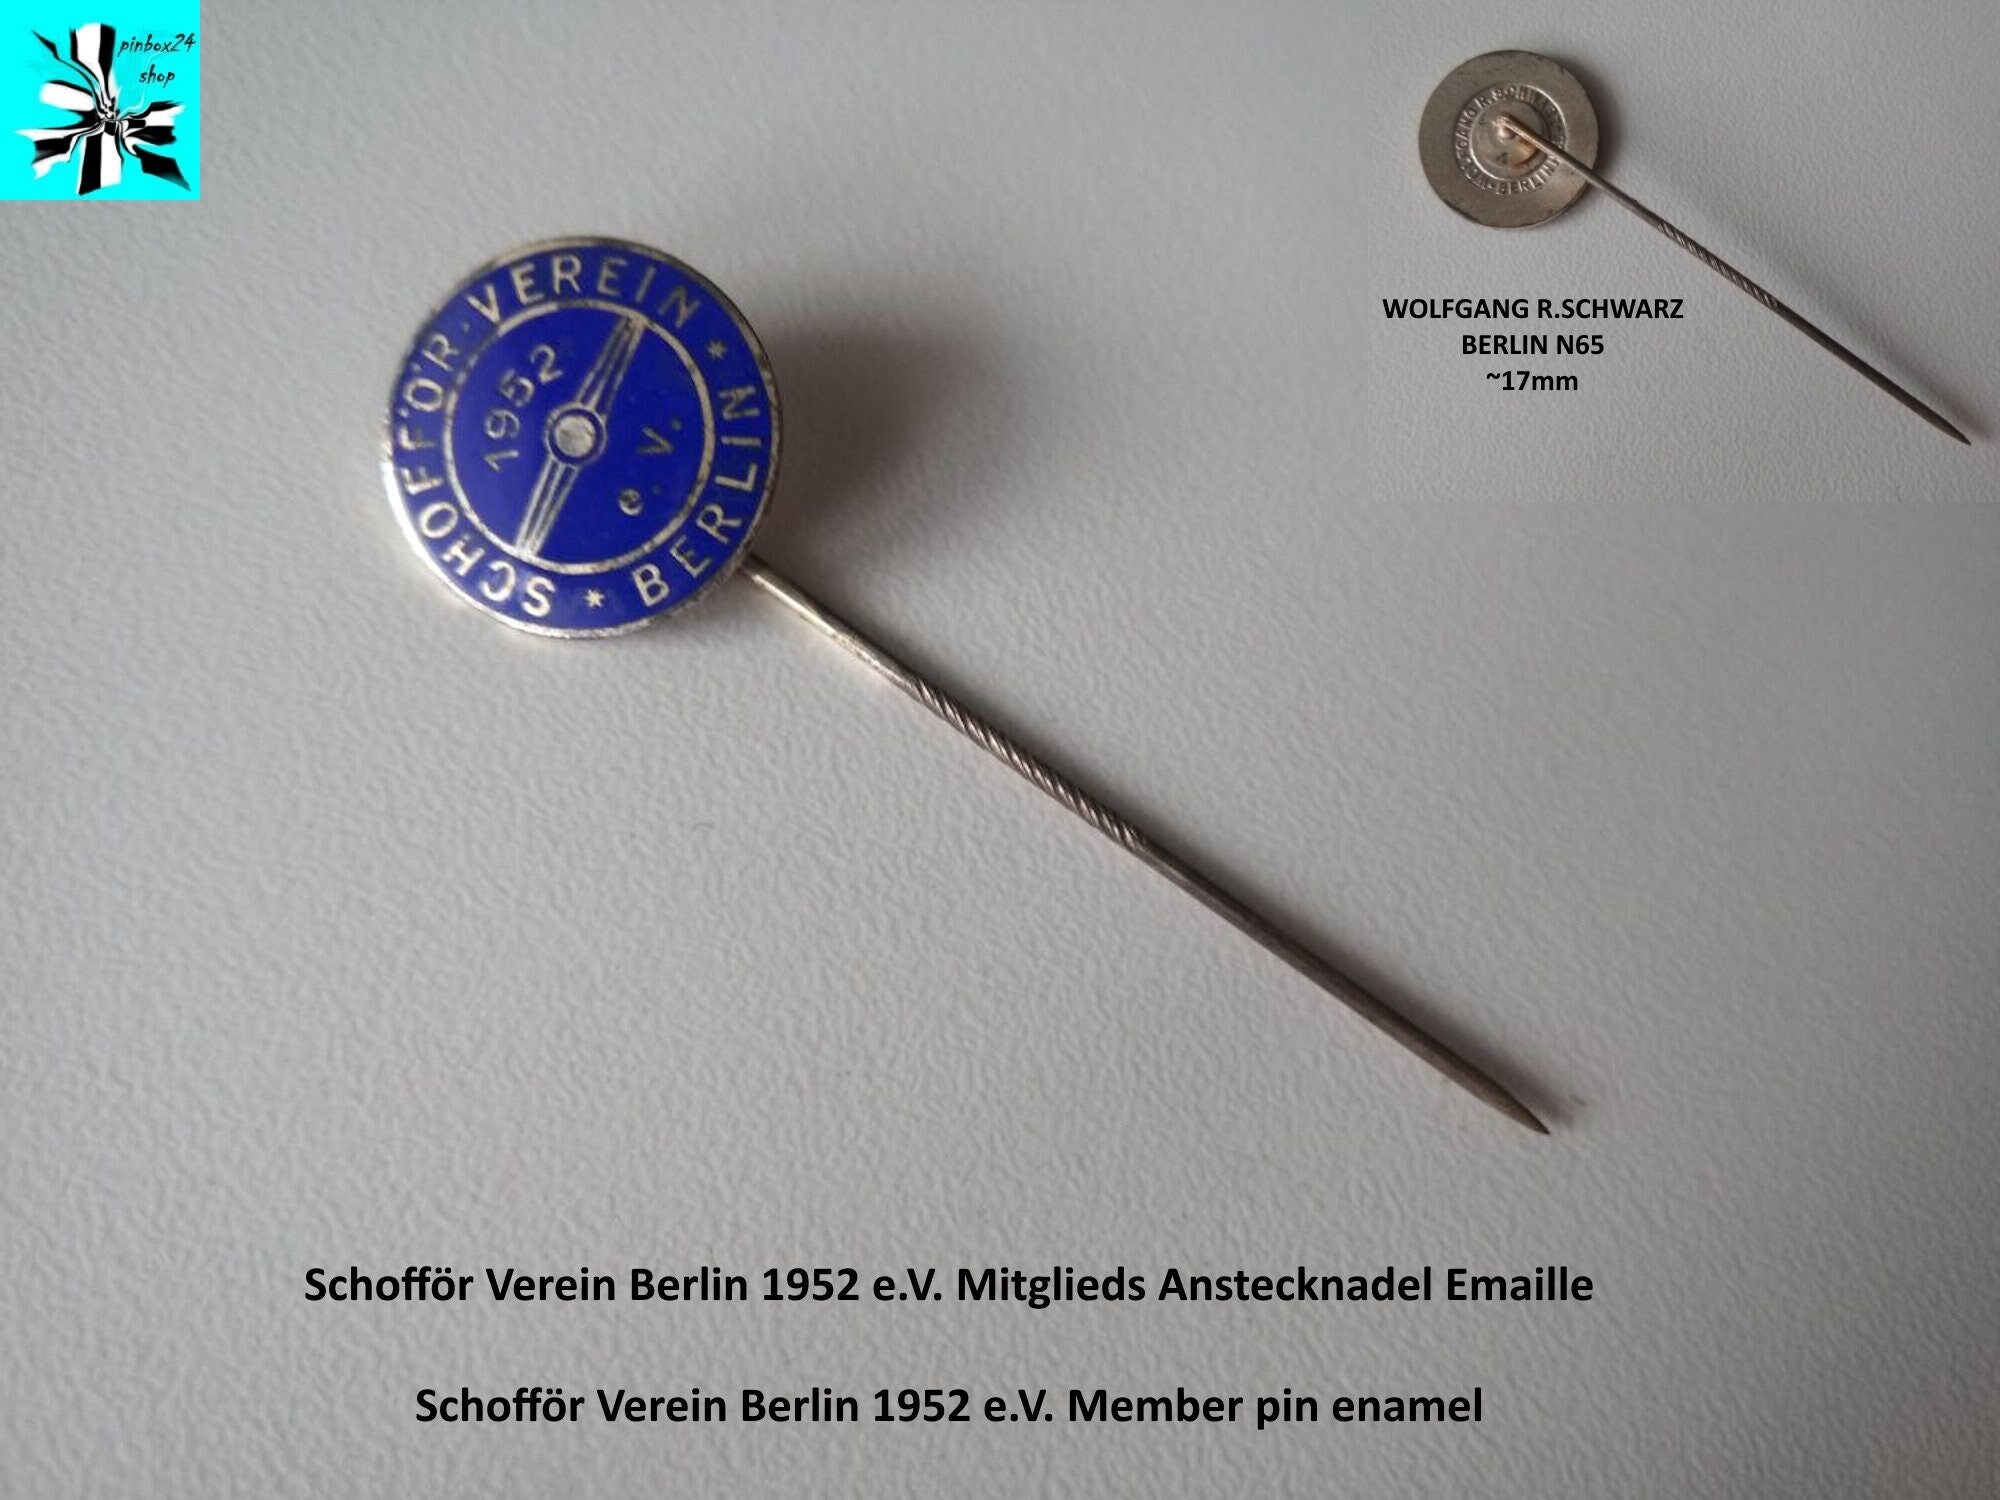 pinbox24
shop
SCHOFFÖR·VEREIN * BERLIN *
1952
e. V.
WOLFGANG R.SCHWARZ
BERLIN N65
~17mm
Schofför Verein Berlin 1952 e.V. Mitglieds Anstecknadel Emaille
Schofför Verein Berlin 1952 e.V. Member pin enamel